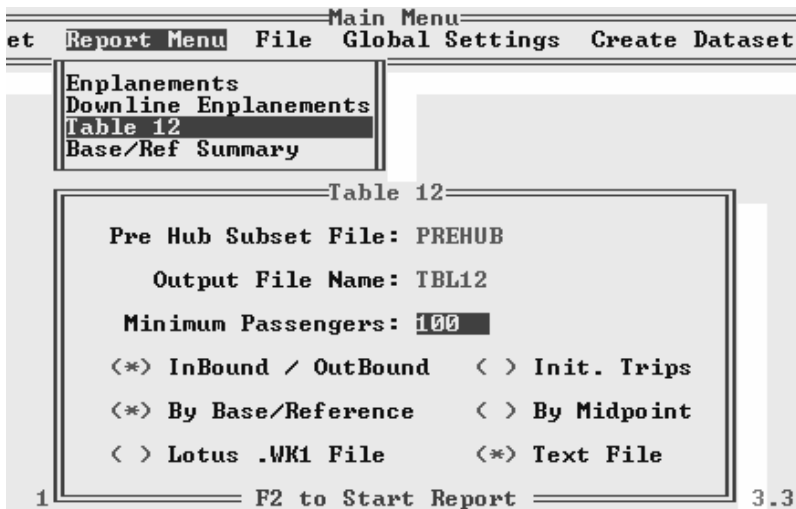 Main Menu
et Report Menu File Global Settings Create Dataset
Enplanements
Downline Enplanements
Table 12
Base/Ref Summary
Table 12
Pre Hub Subset File: PREHUB
Output File Name: TBL12
Minimum Passengers: 100
(*) InBound / OutBound ( ) Init. Trips
(*) By Base/Reference ( ) By Midpoint
( ) Lotus .WK1 File (*) Text File
1 F2 to Start Report 3.3